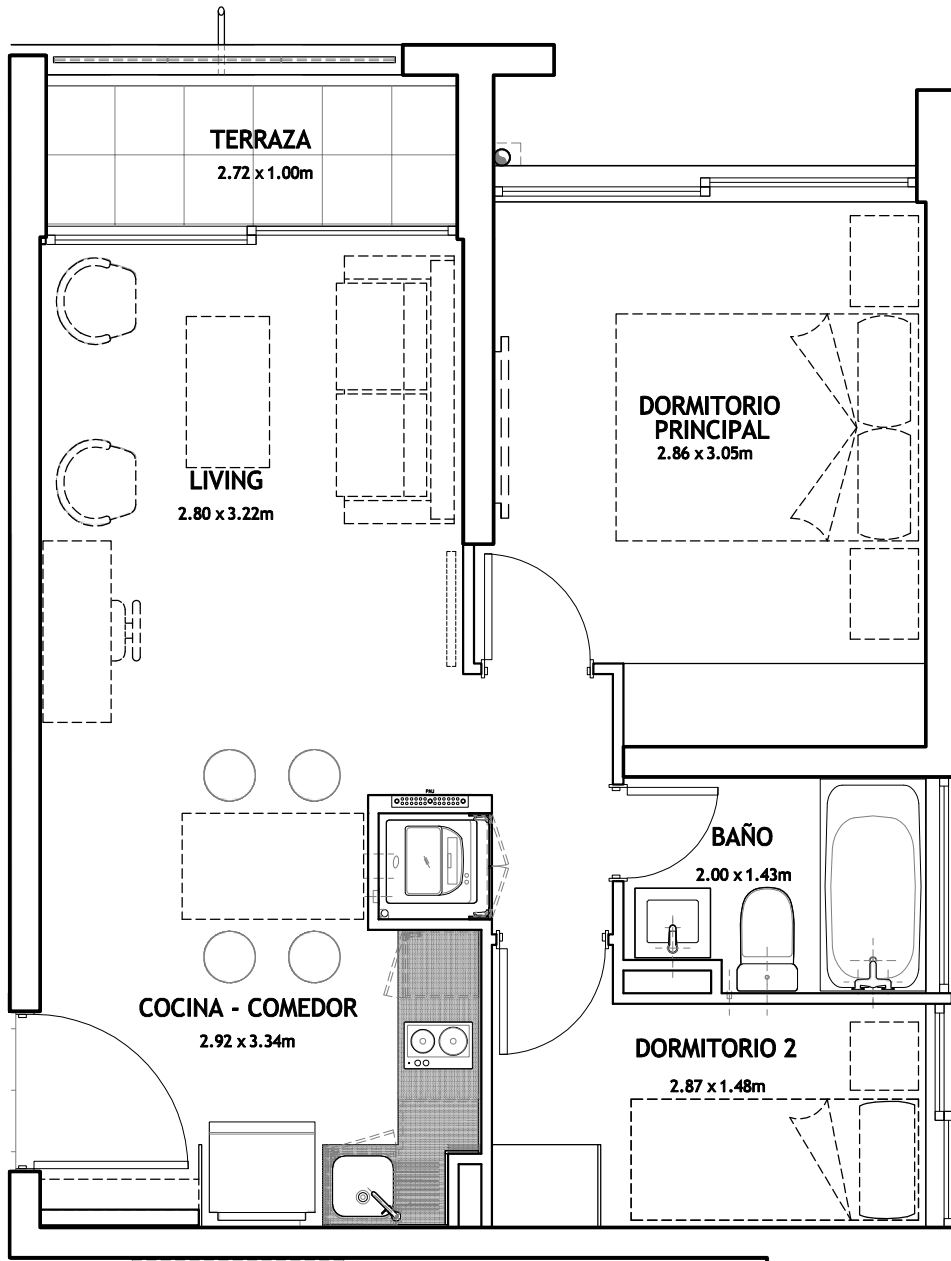 TERRAZA
2.72 x 1.00m
DORMITORIO
PRINCIPAL
2.86 x 3.05m
LIVING
2.80 x 3.22m
PAU
BAÑO
2.00 x 1.43m
COCINA - COMEDOR
2.92 x 3.34m
DORMITORIO 2
2.87 x 1.48m